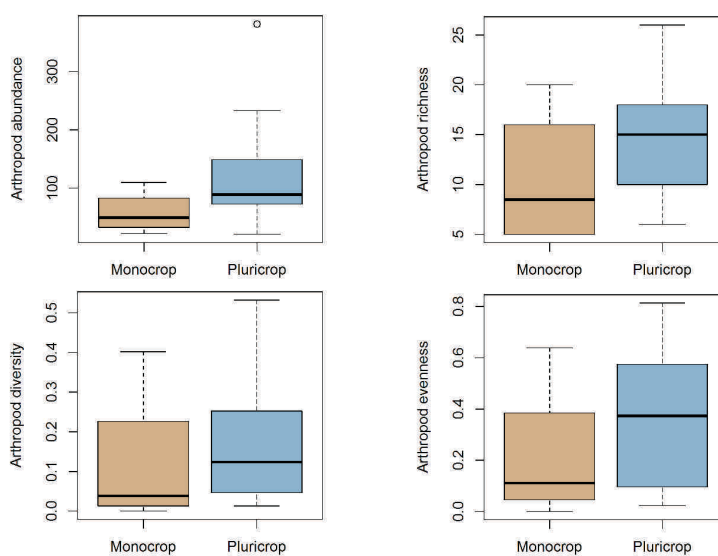 Arthropod abundance
300
200
100
Monocrop
Pluricrop
Arthropod richness
25
20
15
10
5
Monocrop
Pluricrop
Arthropod diversity
0.5
0.4
0.3
0.2
0.1
0.0
Monocrop
Pluricrop
Arthropod evenness
0.8
0.6
0.4
0.2
0.0
Monocrop
Pluricrop